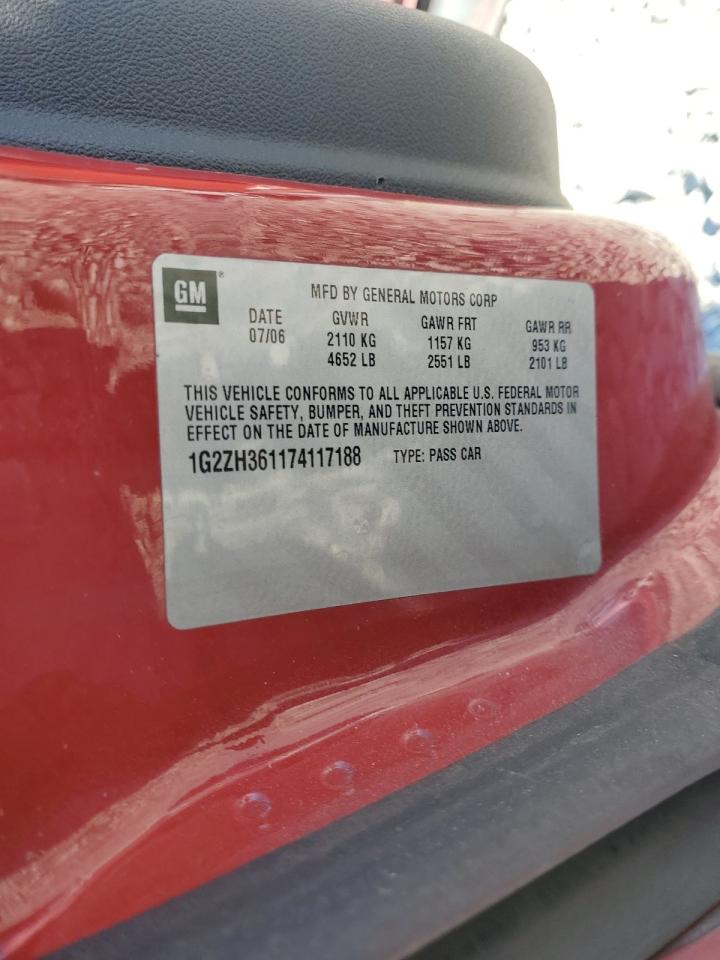 GM®
MFD BY GENERAL MOTORS CORP
DATE GVWR GAWR FRT GAWR RR
07/06 2110 KG 1157 KG 953 KG
4652 LB 2551 LB 2101 LB
THIS VEHICLE CONFORMS TO ALL APPLICABLE U.S. FEDERAL MOTOR
VEHICLE SAFETY, BUMPER, AND THEFT PREVENTION STANDARDS IN
EFFECT ON THE DATE OF MANUFACTURE SHOWN ABOVE.
1G2ZH361174117188 TYPE: PASS CAR